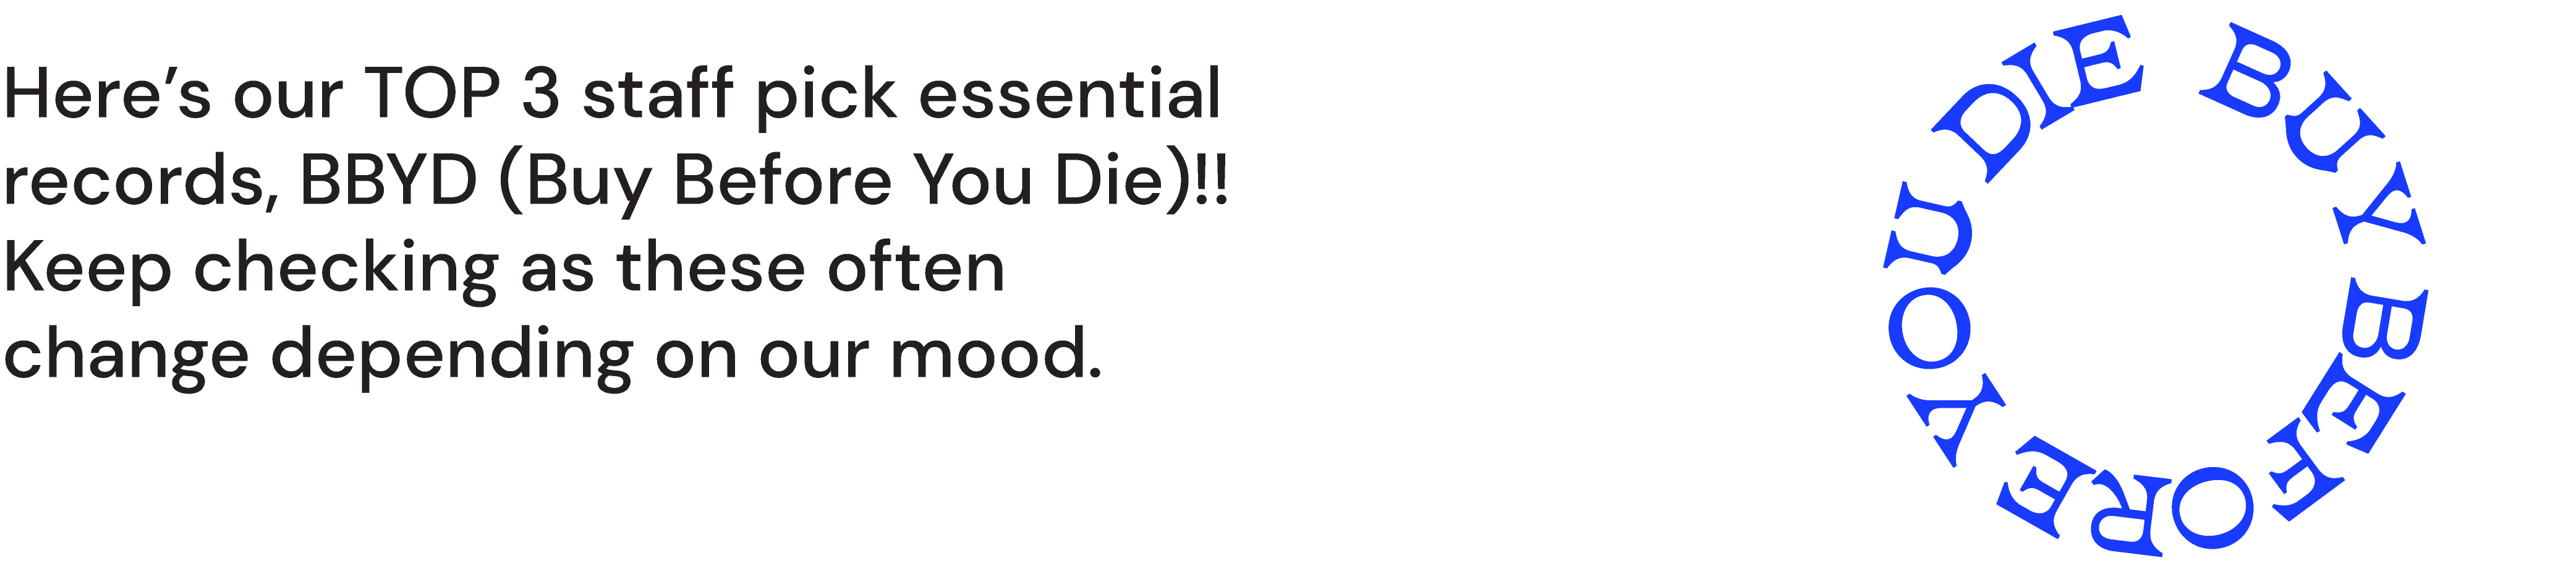 Here’s our TOP 3 staff pick essential
records, BBYD (Buy Before You Die)!!
Keep checking as these often
change depending on our mood.
BUY BEFORE YOU DIE